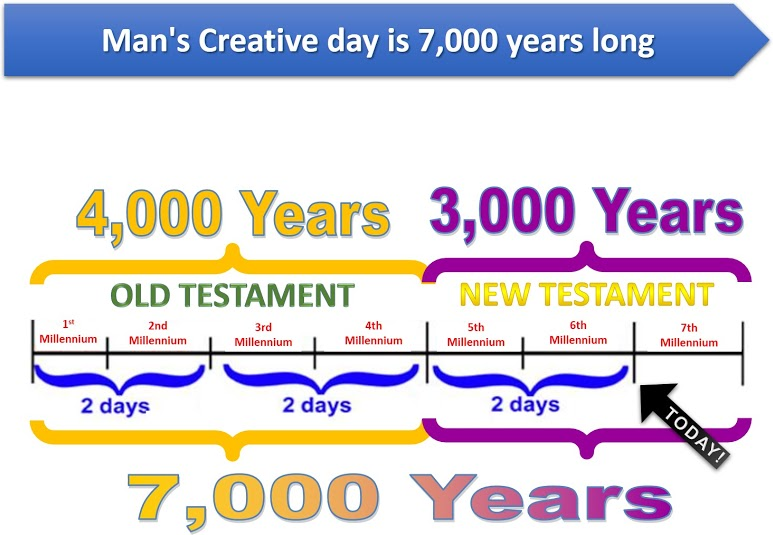 Man's Creative day is 7,000 years long
4,000 Years
3,000 Years
OLD TESTAMENT
NEW TESTAMENT
1st
Millennium
2nd
Millennium
3rd
Millennium
4th
Millennium
5th
Millennium
6th
Millennium
7th
Millennium
2 days
2 days
2 days
TODAY!
7,000 Years